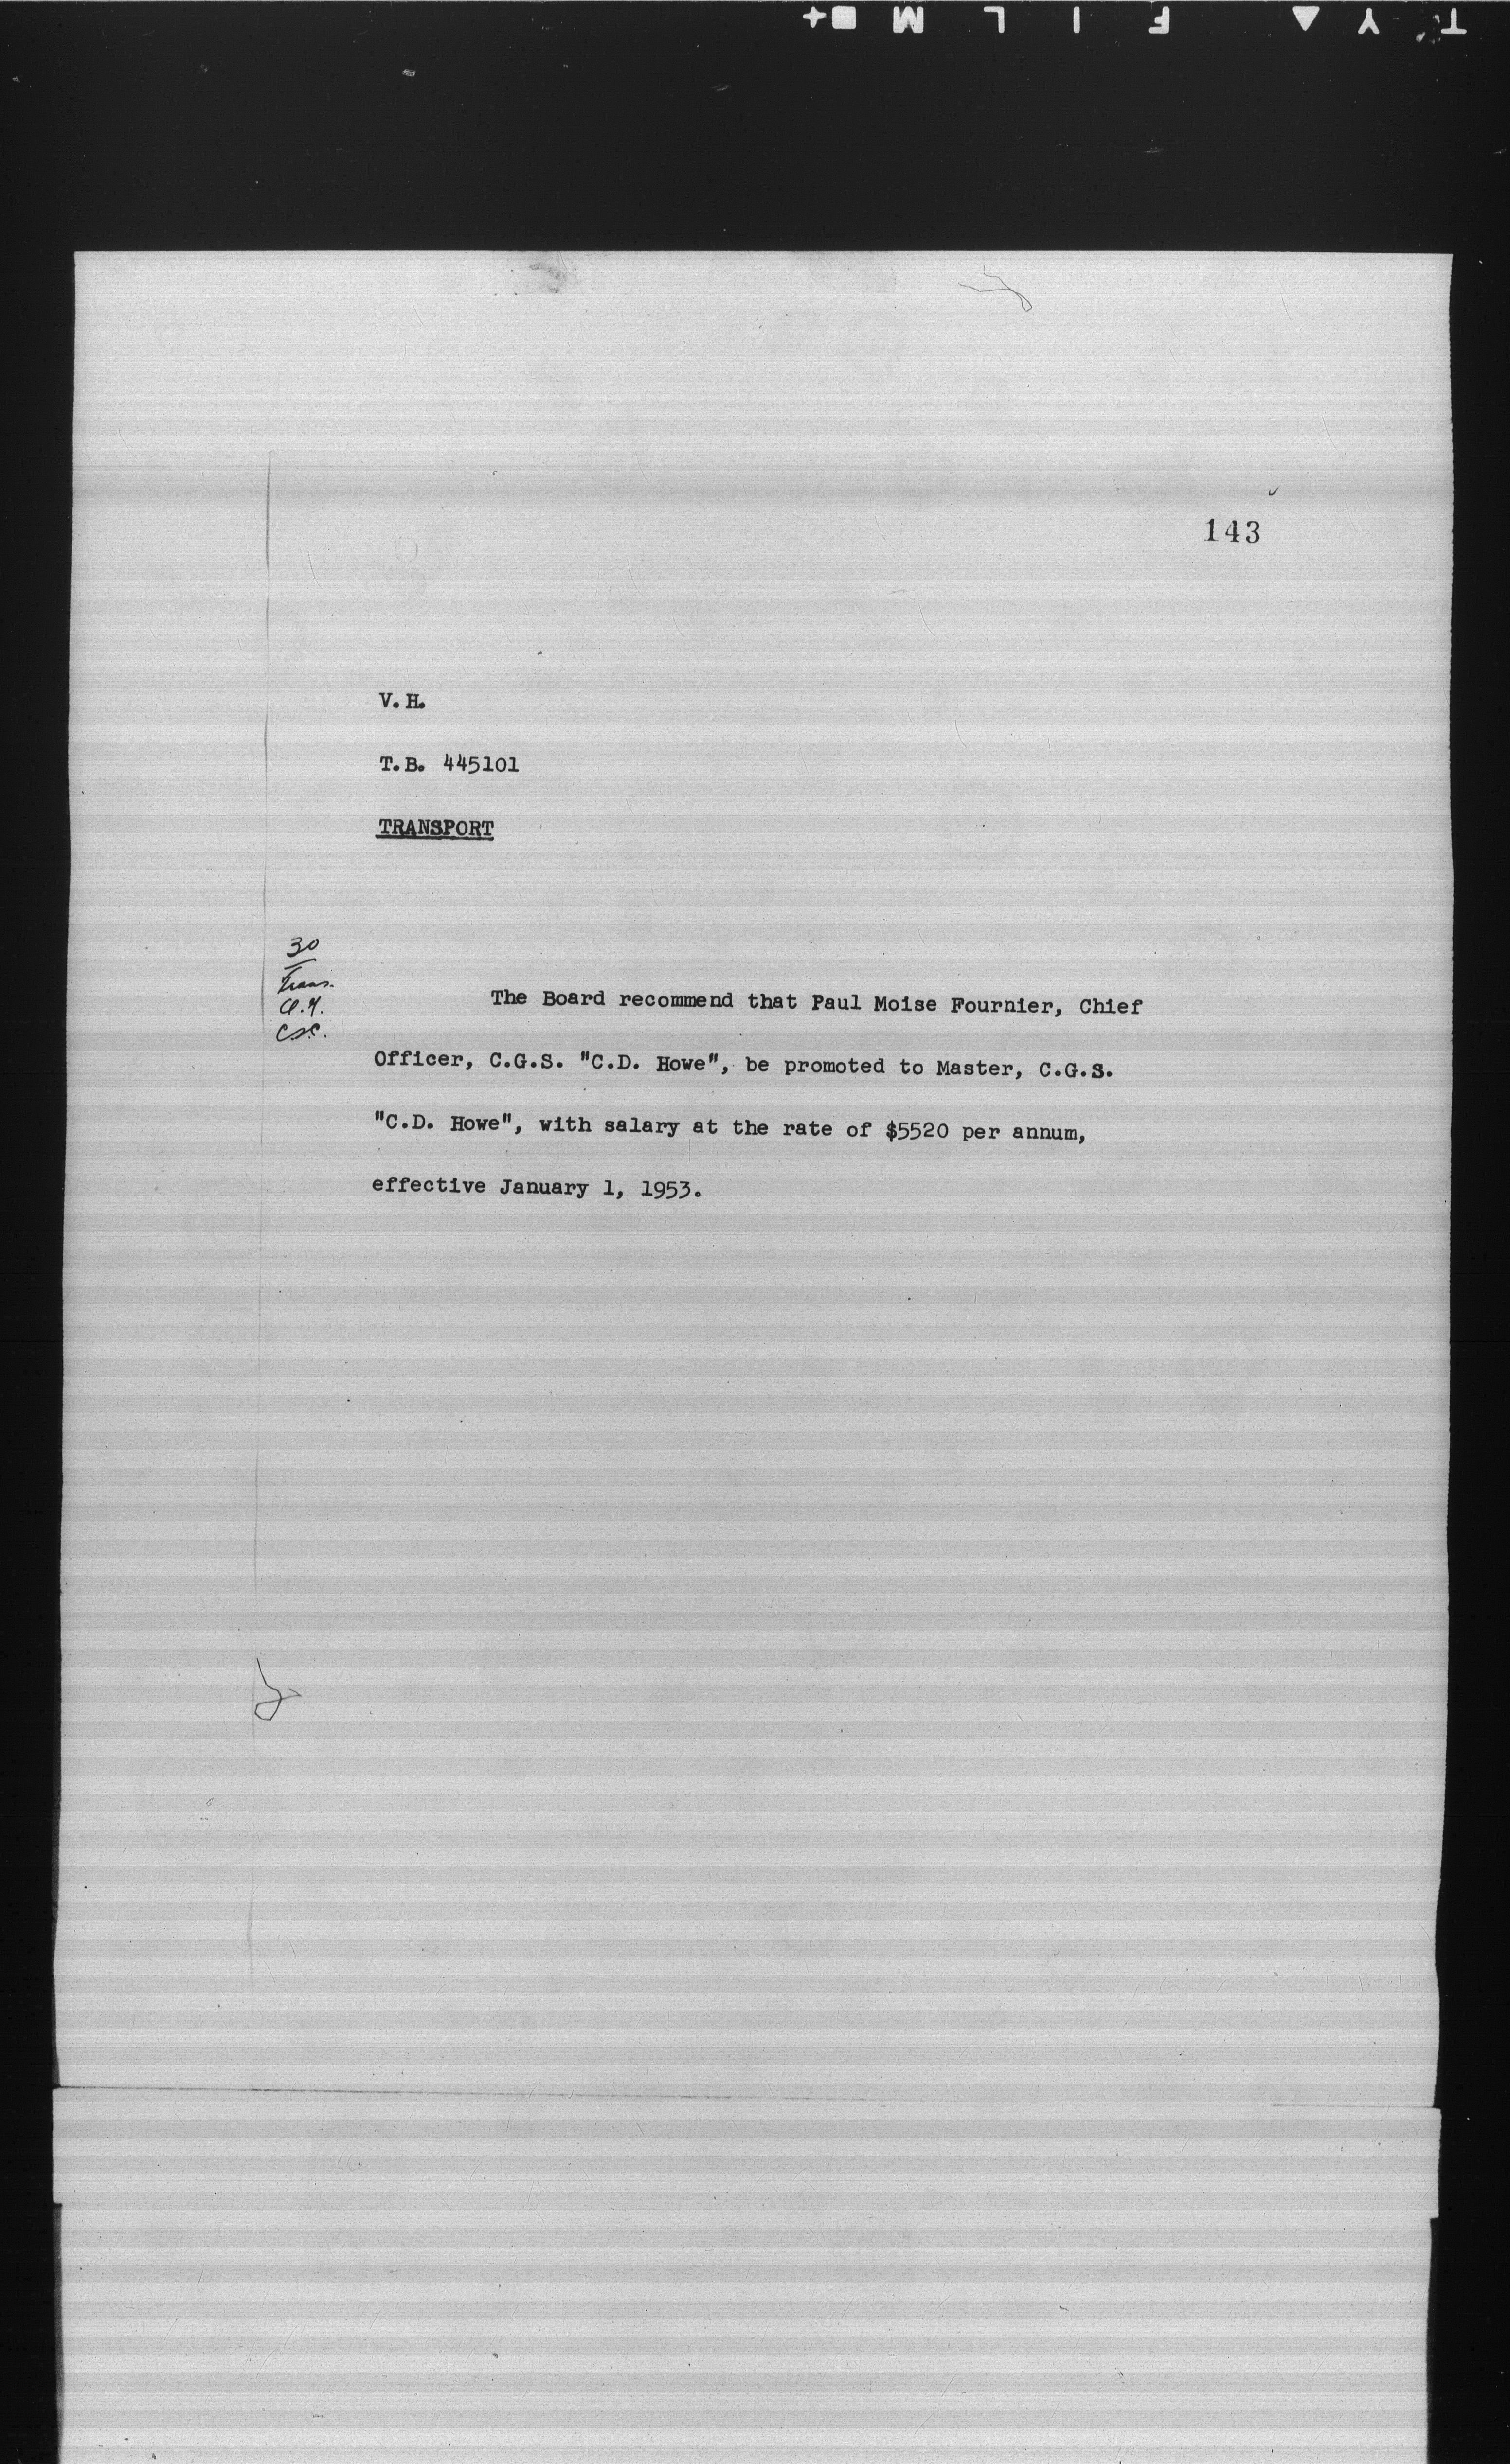 143
V.H.
T.B. 445101
TRANSPORT
30
Trans.
C.S.C.
The Board recommend that Paul Moise Fournier, Chief
Officer, C.G.S. "C.D. Howe", be promoted to Master, C.G.S.
"C.D. Howe", with salary at the rate of $5520 per annum,
effective January 1, 1953.